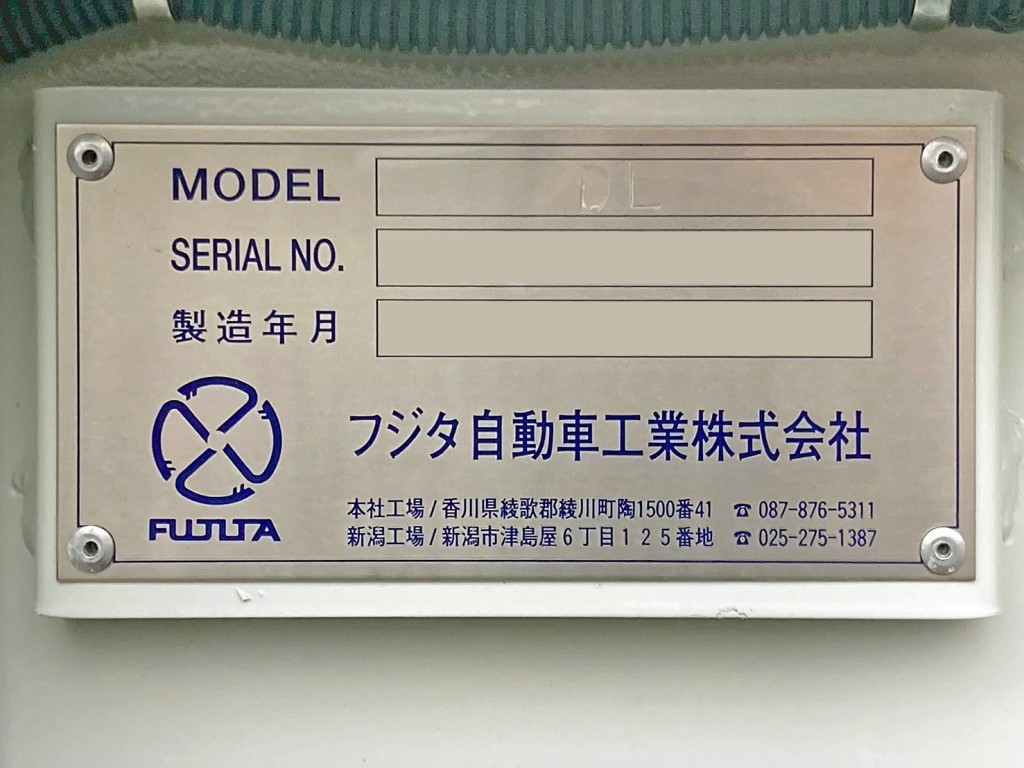 MODEL DL
SERIAL NO.
製造年月
フジタ自動車工業株式会社
FUJITA
本社工場/香川県綾歌郡綾川町陶1500番41 ☎ 087-876-5311
新潟工場/新潟市津島屋6丁目125番地 ☎ 025-275-1387